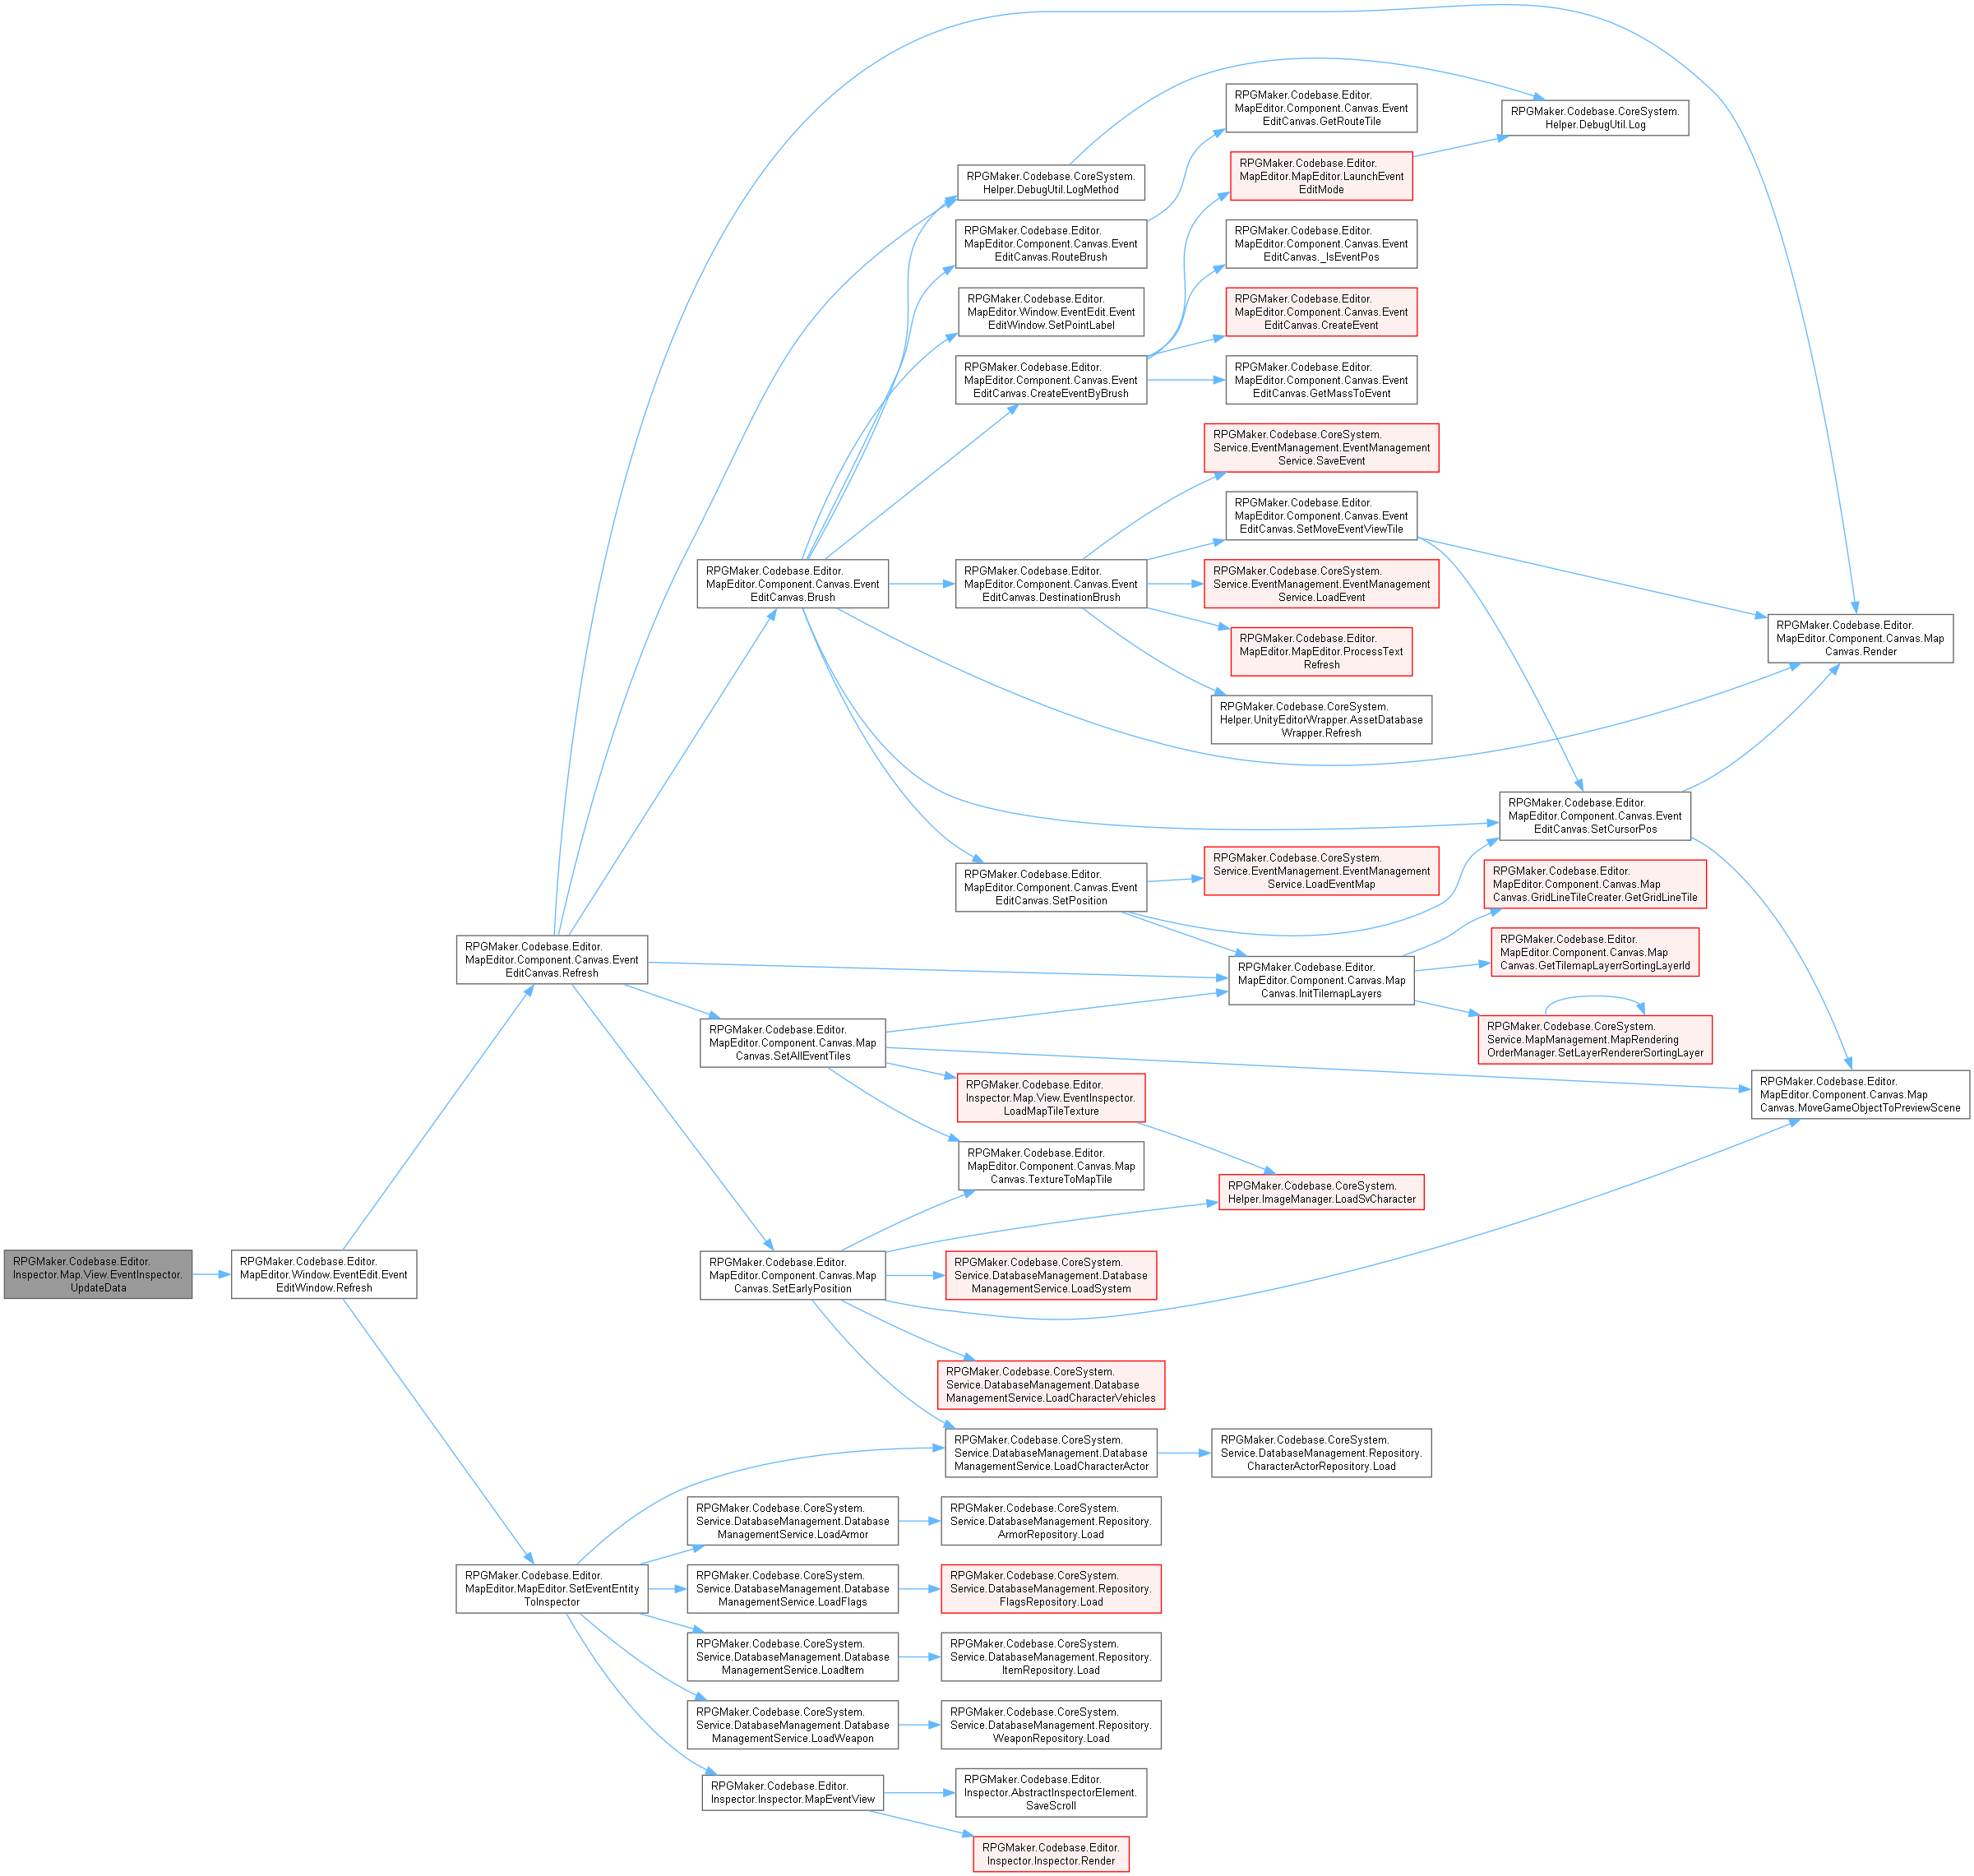 RPGMaker.Codebase.Editor.
Inspector.Map.View.EventInspector.
UpdateData
RPGMaker.Codebase.Editor.
MapEditor.Window.EventEdit.Event
EditWindow.Refresh
RPGMaker.Codebase.Editor.
MapEditor.Component.Canvas.Event
EditCanvas.Refresh
RPGMaker.Codebase.Editor.
MapEditor.MapEditor.SetEventEntity
ToInspector
RPGMaker.Codebase.Editor.
MapEditor.Component.Canvas.Event
EditCanvas.Brush
RPGMaker.Codebase.Editor.
MapEditor.Component.Canvas.Map
Canvas.SetAllEventTiles
RPGMaker.Codebase.Editor.
MapEditor.Component.Canvas.Map
Canvas.SetEarlyPosition
RPGMaker.Codebase.CoreSystem.
Service.DatabaseManagement.Database
ManagementService.LoadArmor
RPGMaker.Codebase.CoreSystem.
Service.DatabaseManagement.Database
ManagementService.LoadFlags
RPGMaker.Codebase.CoreSystem.
Service.DatabaseManagement.Database
ManagementService.LoadItem
RPGMaker.Codebase.CoreSystem.
Service.DatabaseManagement.Database
ManagementService.LoadWeapon
RPGMaker.Codebase.Editor.
Inspector.Inspector.MapEventView
RPGMaker.Codebase.CoreSystem.
Helper.DebugUtil.LogMethod
RPGMaker.Codebase.Editor.
MapEditor.Component.Canvas.Event
EditCanvas.RouteBrush
RPGMaker.Codebase.Editor.
MapEditor.Window.EventEdit.Event
EditWindow.SetPointLabel
RPGMaker.Codebase.Editor.
MapEditor.Component.Canvas.Event
EditCanvas.CreateEventByBrush
RPGMaker.Codebase.Editor.
MapEditor.Component.Canvas.Event
EditCanvas.DestinationBrush
RPGMaker.Codebase.Editor.
MapEditor.Component.Canvas.Event
EditCanvas.SetPosition
RPGMaker.Codebase.Editor.
Inspector.Map.View.EventInspector.
LoadMapTileTexture
RPGMaker.Codebase.Editor.
MapEditor.Component.Canvas.Map
Canvas.TextureToMapTile
RPGMaker.Codebase.CoreSystem.
Service.DatabaseManagement.Database
ManagementService.LoadSystem
RPGMaker.Codebase.CoreSystem.
Service.DatabaseManagement.Database
ManagementService.LoadCharacterVehicles
RPGMaker.Codebase.CoreSystem.
Service.DatabaseManagement.Database
ManagementService.LoadCharacterActor
RPGMaker.Codebase.CoreSystem.
Service.DatabaseManagement.Repository.
ArmorRepository.Load
RPGMaker.Codebase.CoreSystem.
Service.DatabaseManagement.Repository.
FlagsRepository.Load
RPGMaker.Codebase.CoreSystem.
Service.DatabaseManagement.Repository.
ItemRepository.Load
RPGMaker.Codebase.CoreSystem.
Service.DatabaseManagement.Repository.
WeaponRepository.Load
RPGMaker.Codebase.Editor.
Inspector.AbstractInspectorElement.
SaveScroll
RPGMaker.Codebase.Editor.
Inspector.Inspector.Render
RPGMaker.Codebase.Editor.
MapEditor.Component.Canvas.Event
EditCanvas.GetRouteTile
RPGMaker.Codebase.Editor.
MapEditor.MapEditor.LaunchEvent
EditMode
RPGMaker.Codebase.Editor.
MapEditor.Component.Canvas.Event
EditCanvas._IsEventPos
RPGMaker.Codebase.Editor.
MapEditor.Component.Canvas.Event
EditCanvas.CreateEvent
RPGMaker.Codebase.Editor.
MapEditor.Component.Canvas.Event
EditCanvas.GetMassToEvent
RPGMaker.Codebase.CoreSystem.
Service.EventManagement.EventManagement
Service.SaveEvent
RPGMaker.Codebase.Editor.
MapEditor.Component.Canvas.Event
EditCanvas.SetMoveEventViewTile
RPGMaker.Codebase.CoreSystem.
Service.EventManagement.EventManagement
Service.LoadEvent
RPGMaker.Codebase.Editor.
MapEditor.MapEditor.ProcessText
Refresh
RPGMaker.Codebase.CoreSystem.
Helper.UnityEditorWrapper.AssetDatabase
Wrapper.Refresh
RPGMaker.Codebase.CoreSystem.
Service.EventManagement.EventManagement
Service.LoadEventMap
RPGMaker.Codebase.Editor.
MapEditor.Component.Canvas.Map
Canvas.InitTilemapLayers
RPGMaker.Codebase.CoreSystem.
Helper.ImageManager.LoadSvCharacter
RPGMaker.Codebase.CoreSystem.
Service.DatabaseManagement.Repository.
CharacterActorRepository.Load
RPGMaker.Codebase.CoreSystem.
Helper.DebugUtil.Log
RPGMaker.Codebase.Editor.
MapEditor.Component.Canvas.Event
EditCanvas.SetCursorPos
RPGMaker.Codebase.Editor.
MapEditor.Component.Canvas.Map
Canvas.GridLineTileCreater.GetGridLineTile
RPGMaker.Codebase.Editor.
MapEditor.Component.Canvas.Map
Canvas.GetTilemapLayerrSortingLayerId
RPGMaker.Codebase.CoreSystem.
Service.MapManagement.MapRendering
OrderManager.SetLayerRendererSortingLayer
RPGMaker.Codebase.Editor.
MapEditor.Component.Canvas.Map
Canvas.Render
RPGMaker.Codebase.Editor.
MapEditor.Component.Canvas.Map
Canvas.MoveGameObjectToPreviewScene